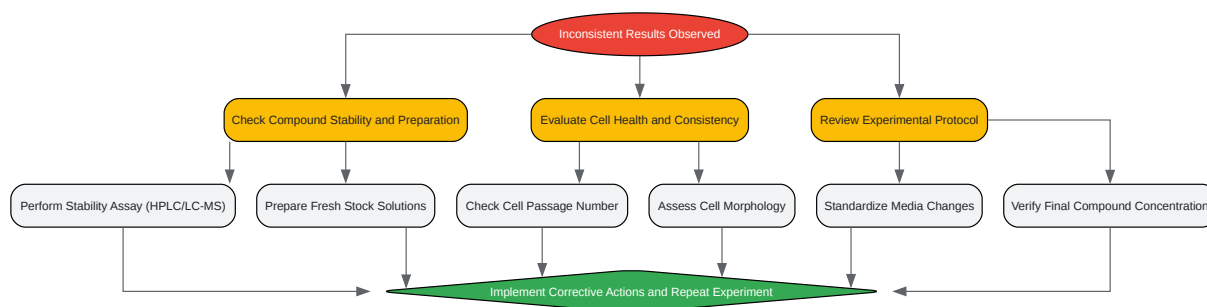 Inconsistent Results Observed
Check Compound Stability and Preparation
Evaluate Cell Health and Consistency
Review Experimental Protocol
Perform Stability Assay (HPLC/LC-MS)
Prepare Fresh Stock Solutions
Check Cell Passage Number
Assess Cell Morphology
Standardize Media Changes
Verify Final Compound Concentration
Implement Corrective Actions and Repeat Experiment